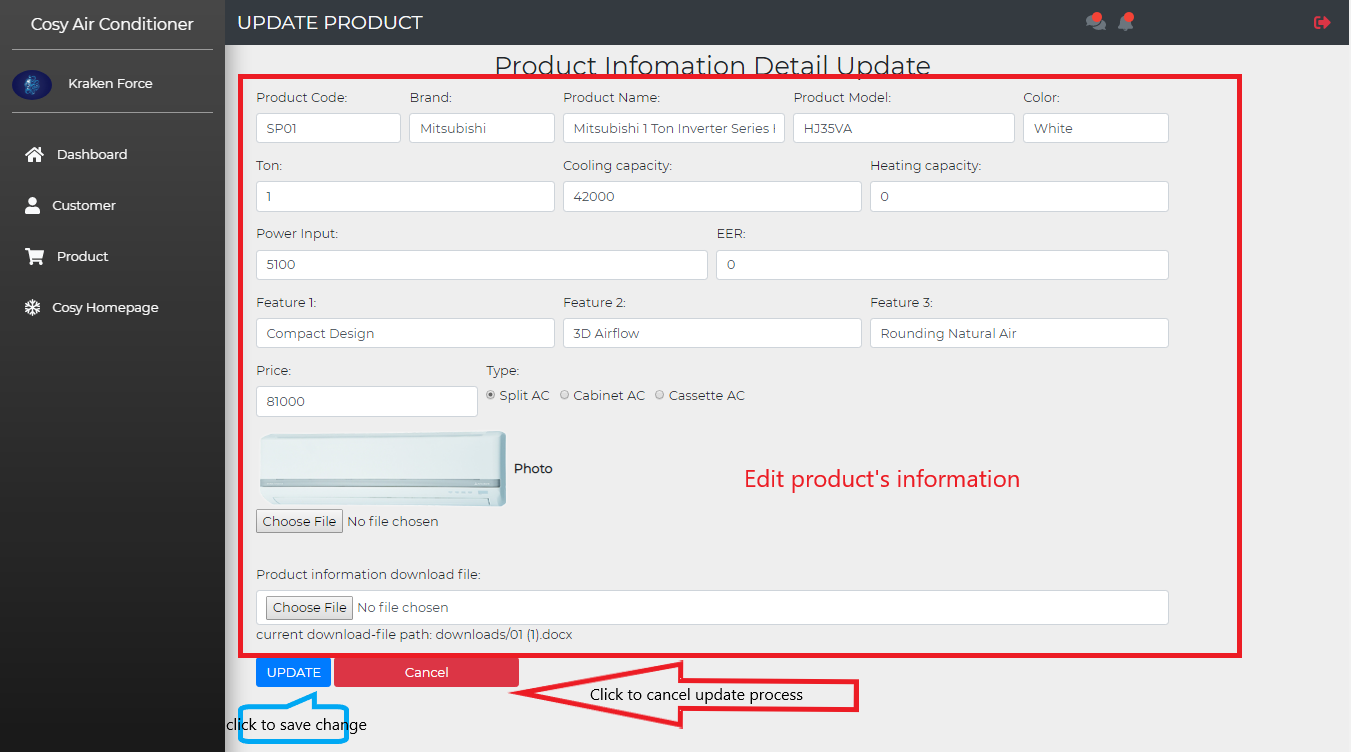 Cosy Air Conditioner
UPDATE PRODUCT
Kraken Force
Dashboard
Customer
Product
Cosy Homepage
Product Infomation Detail Update
Product Code: Brand: Product Name: Product Model: Color:
SP01 Mitsubishi Mitsubishi 1 Ton Inverter Series HJ35VA White
Ton: Cooling capacity: Heating capacity:
1 42000 0
Power Input: EER:
5100 0
Feature 1: Feature 2: Feature 3:
Compact Design 3D Airflow Rounding Natural Air
Price: Type:
81000 Split AC Cabinet AC Cassette AC
Photo
Edit product's information
Choose File No file chosen
Product information download file:
Choose File No file chosen
current download-file path: downloads/01 (1).docx
UPDATE Cancel
Click to cancel update process
click to save change